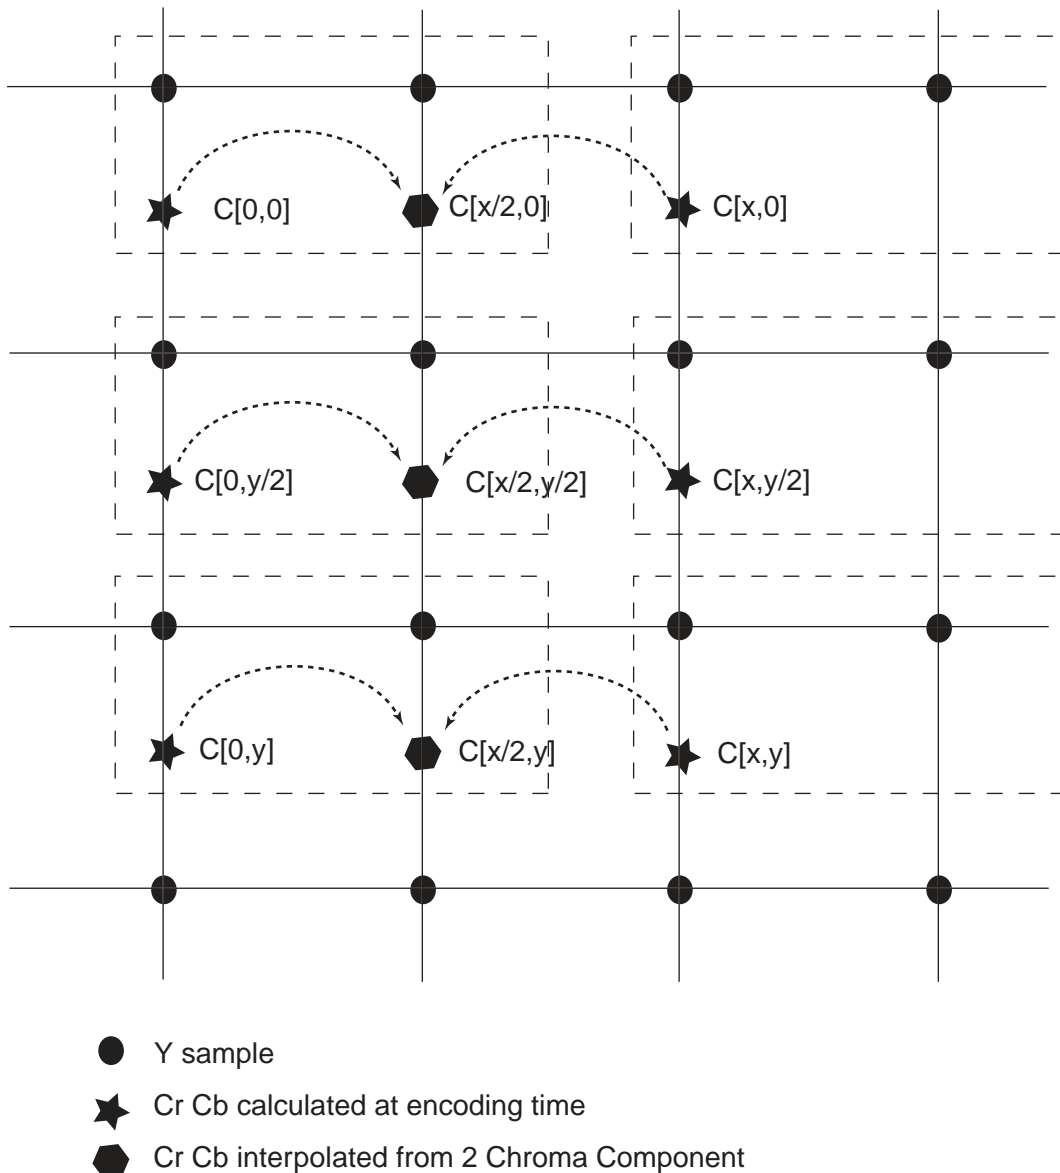 C[0,0] C[x/2,0] C[x,0]
C[0,y/2] C[x/2,y/2] C[x,y/2]
C[0,y] C[x/2,y] C[x,y]
Y sample
Cr Cb calculated at encoding time
Cr Cb interpolated from 2 Chroma Component